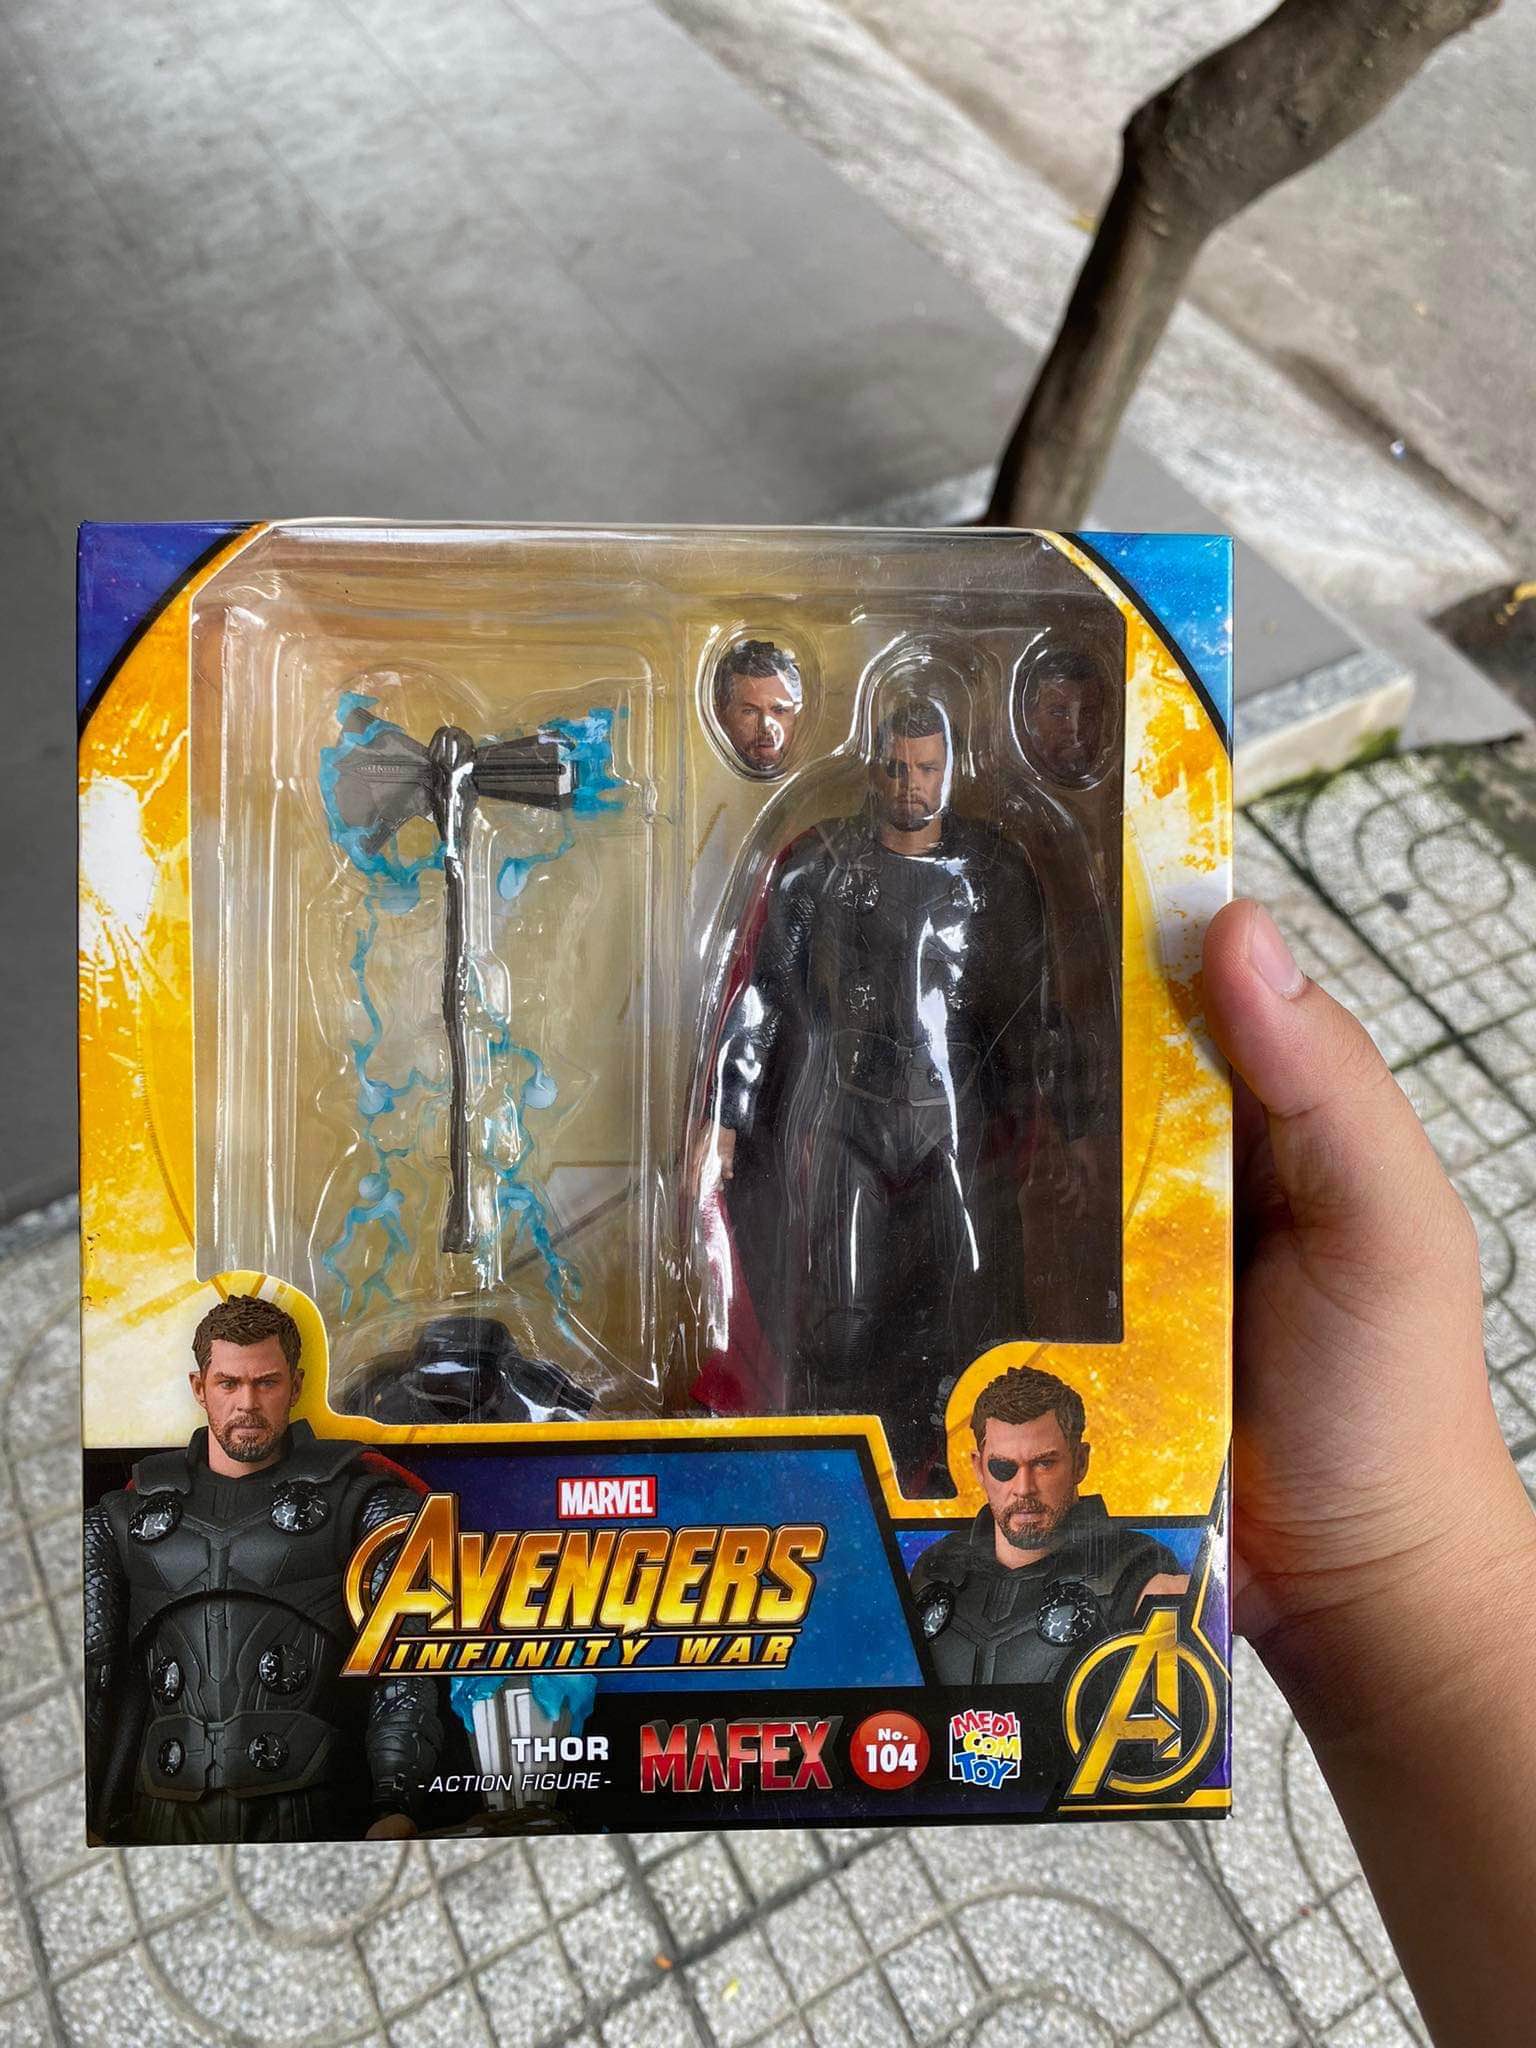 MARVEL
AVENGERS
INFINITY WAR
THOR
-ACTION FIGURE-
MAFEX
No.
104
MEDI
COM
TOY